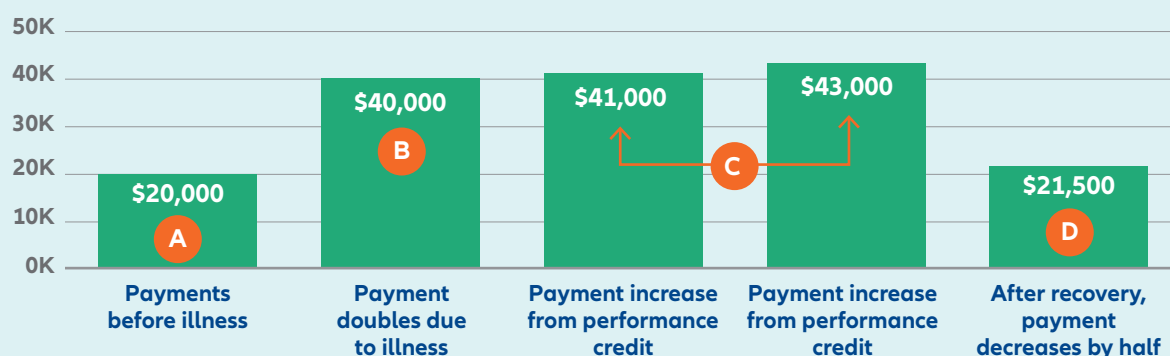 50K
40K
30K
20K
10K
0K
$20,000
A
$40,000
B
$41,000
C
$43,000
$21,500
D
Payments
before illness
Payment
doubles due
to illness
Payment increase
from performance
credit
Payment increase
from performance
credit
After recovery,
payment
decreases by half